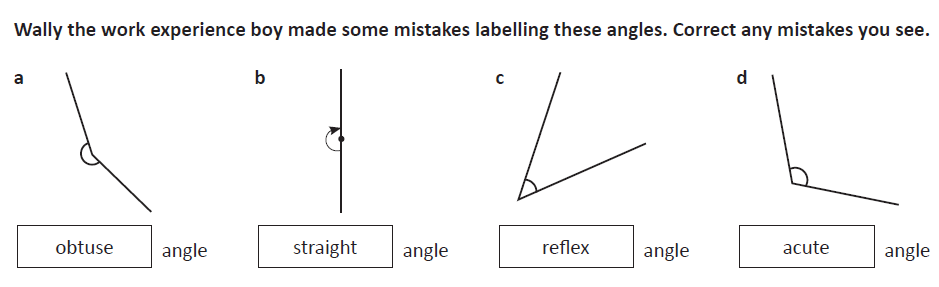 Wally the work experience boy made some mistakes labelling these angles. Correct any mistakes you see.
a b c d
obtuse angle straight angle reflex angle acute angle